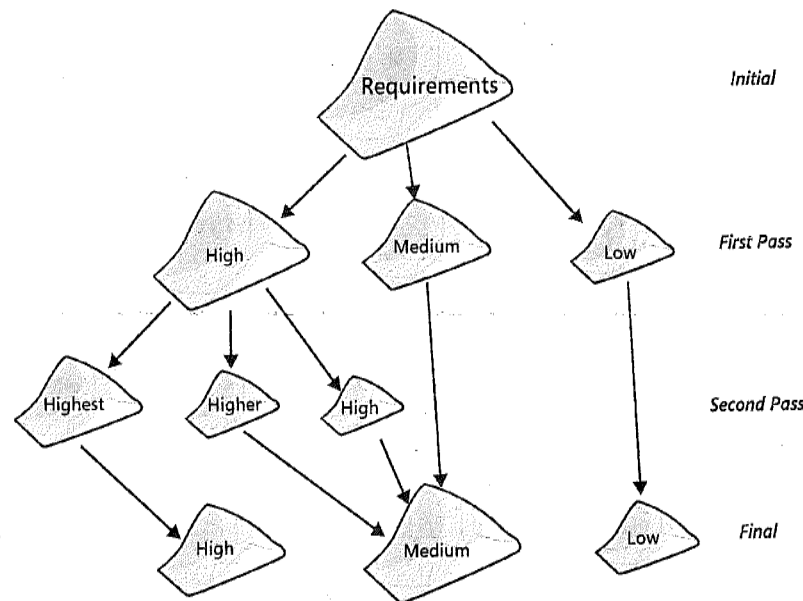 Requirements
Initial
High
Medium
Low
First Pass
Highest
Higher
High
Second Pass
High
Medium
Low
Final